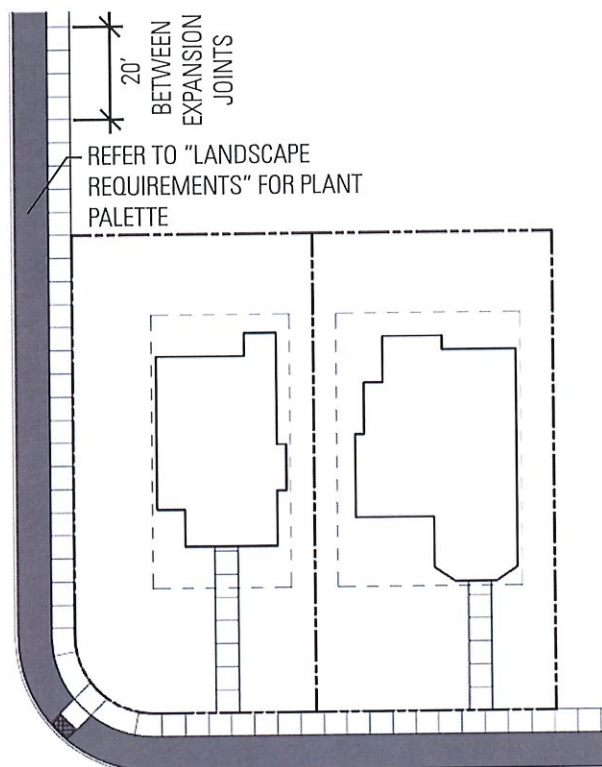 20'
BETWEEN
EXPANSION
JOINTS
REFER TO "LANDSCAPE
REQUIREMENTS" FOR PLANT
PALETTE